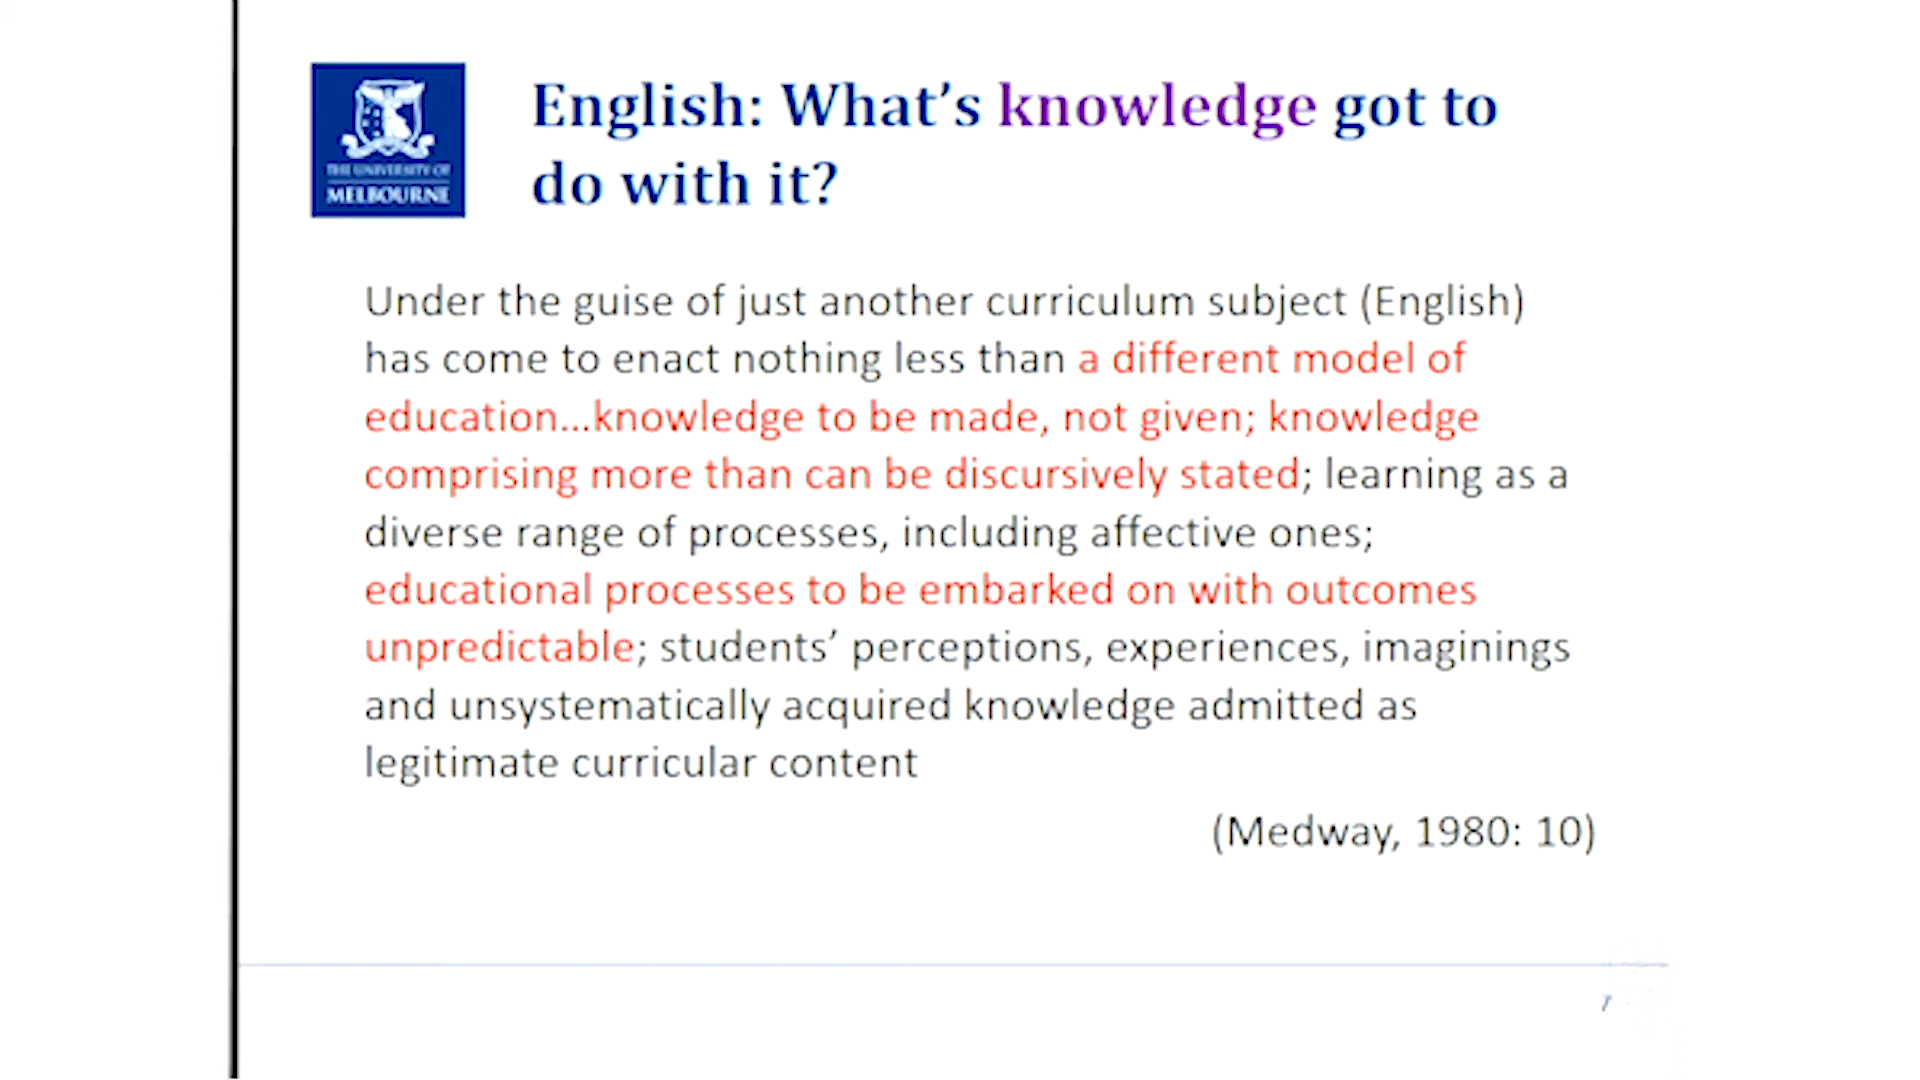 THE UNIVERSITY OF
MELBOURNE
English: What’s knowledge got to
do with it?
Under the guise of just another curriculum subject (English)
has come to enact nothing less than a different model of
education...knowledge to be made, not given; knowledge
comprising more than can be discursively stated; learning as a
diverse range of processes, including affective ones;
educational processes to be embarked on with outcomes
unpredictable; students’ perceptions, experiences, imaginings
and unsystematically acquired knowledge admitted as
legitimate curricular content
(Medway, 1980: 10)
7